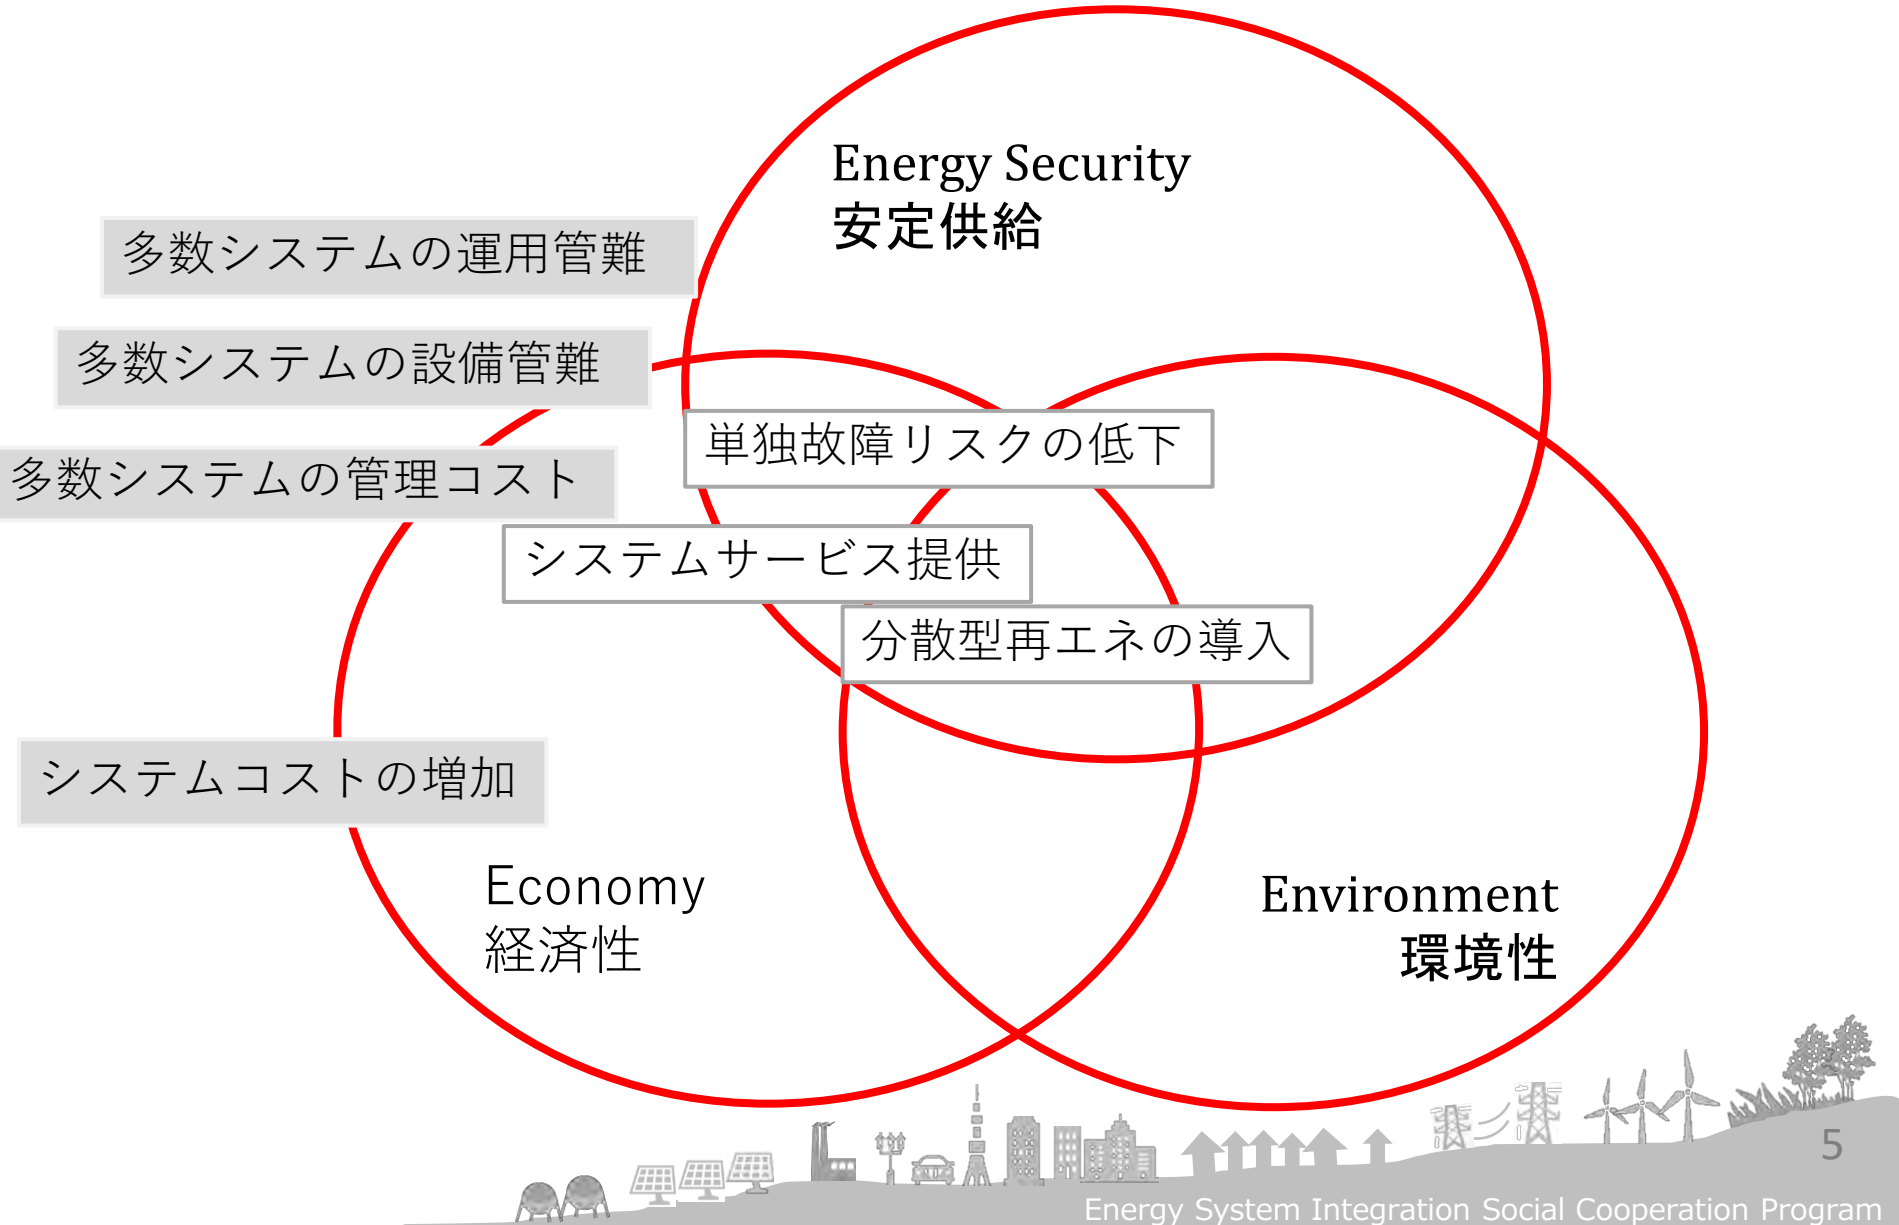 Energy Security
安定供給
多数システムの運用管難
多数システムの設備管難
単独故障リスクの低下
多数システムの管理コスト
システムサービス提供
分散型再エネの導入
システムコストの増加
Economy
経済性
Environment
環境性
5
Energy System Integration Social Cooperation Program